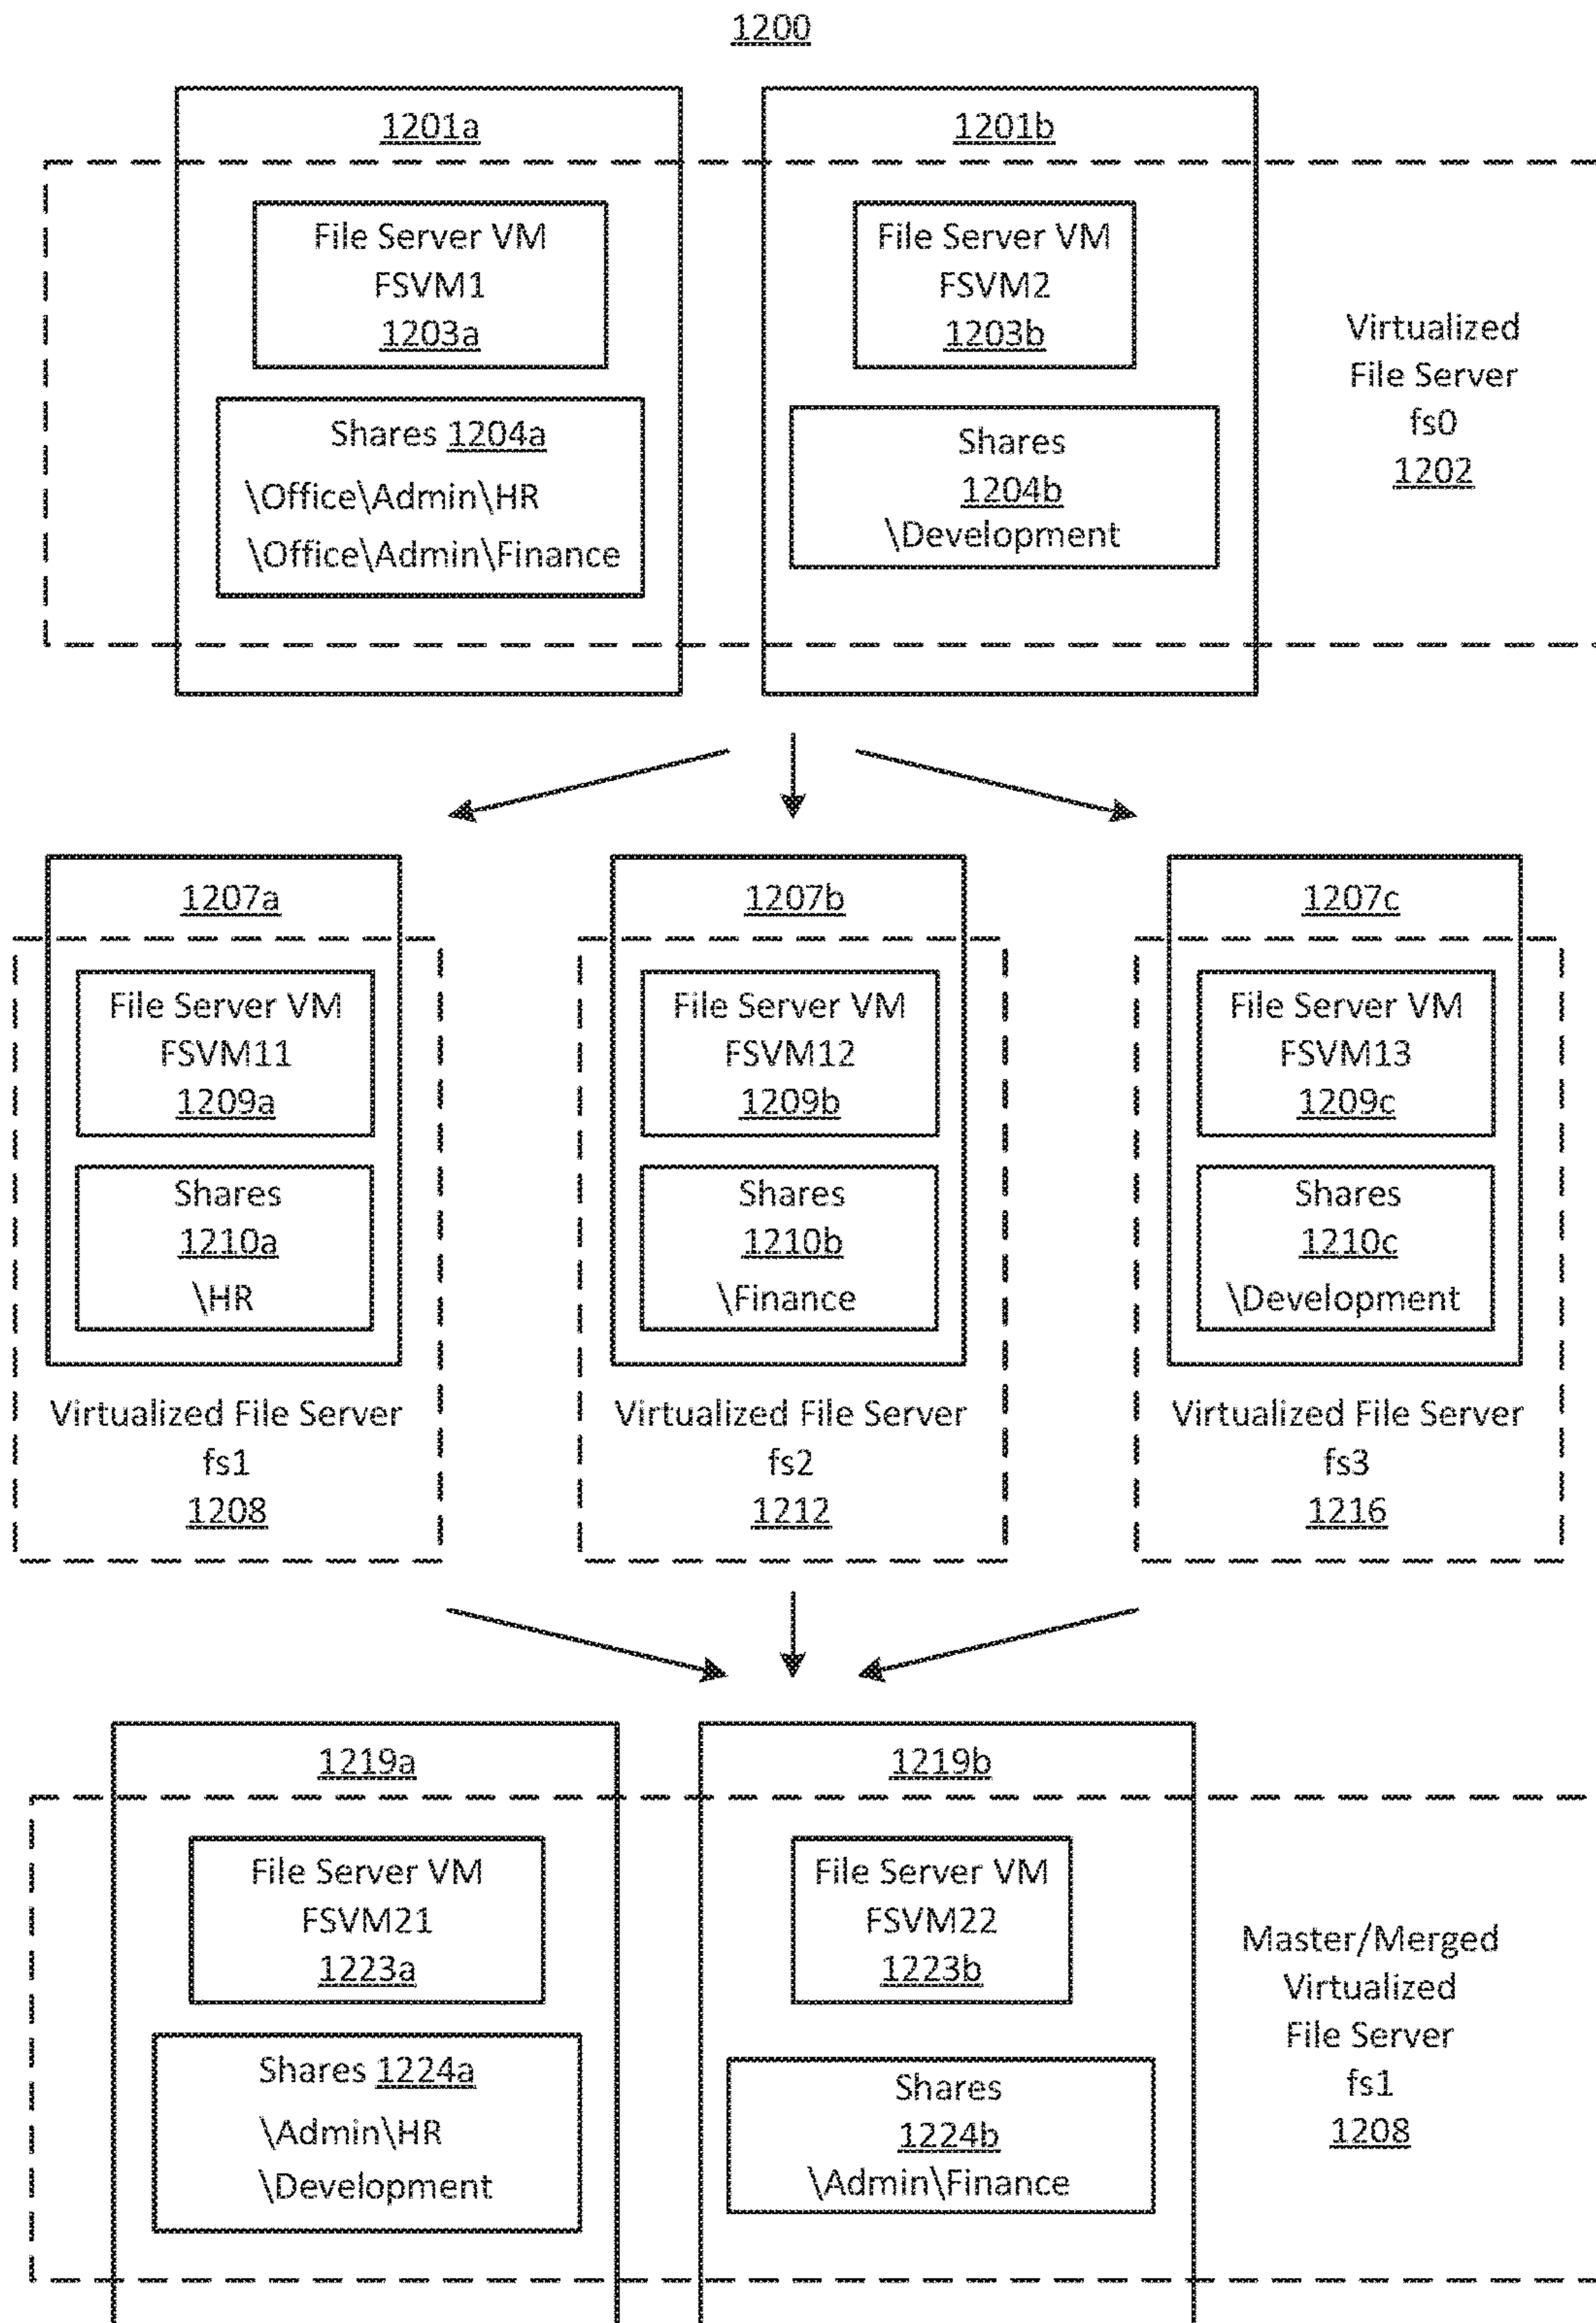 1200
1201a
1201b
File Server VM
FSVM1
1203a
File Server VM
FSVM2
1203b
Virtualized
File Server
fs0
1202
Shares 1204a
\Office\Admin\HR
\Office\Admin\Finance
Shares
1204b
\Development
1207a
1207b
1207c
File Server VM
FSVM11
1209a
File Server VM
FSVM12
1209b
File Server VM
FSVM13
1209c
Shares
1210a
\HR
Shares
1210b
\Finance
Shares
1210c
\Development
Virtualized File Server
fs1
1208
Virtualized File Server
fs2
1212
Virtualized File Server
fs3
1216
1219a
1219b
File Server VM
FSVM21
1223a
File Server VM
FSVM22
1223b
Master/Merged
Virtualized
File Server
fs1
1208
Shares 1224a
\Admin\HR
\Development
Shares
1224b
\Admin\Finance